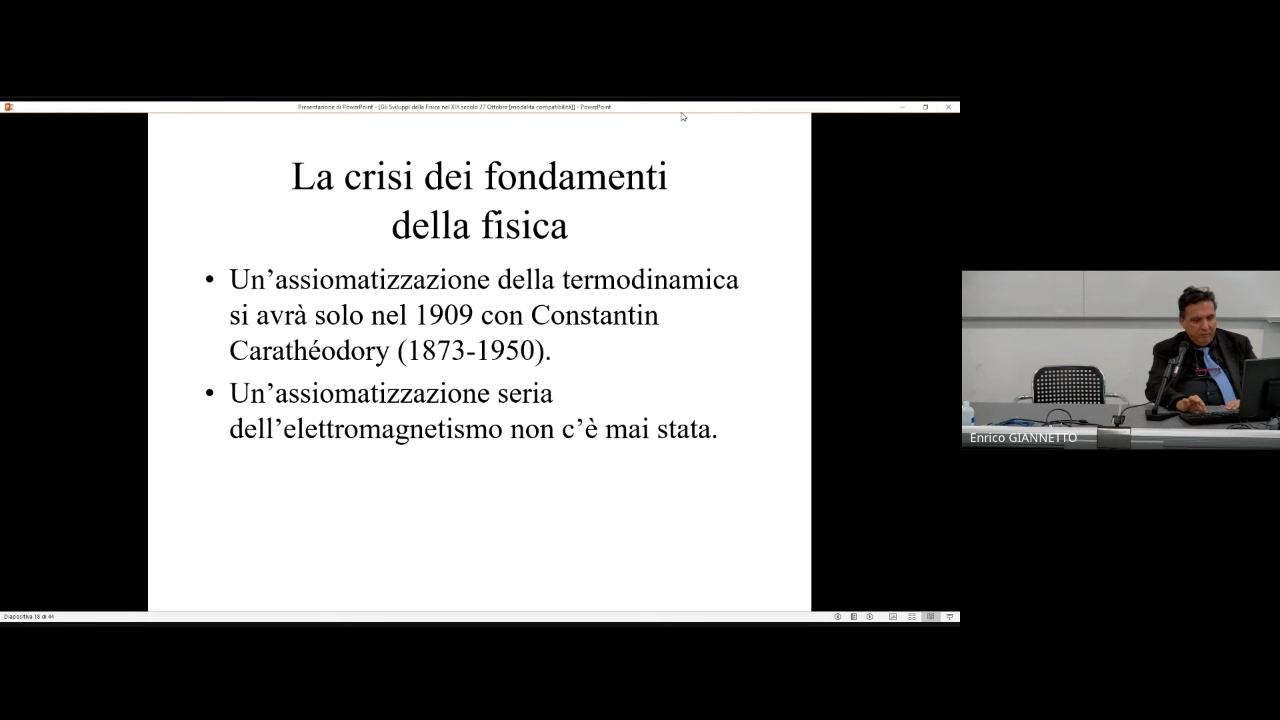 Presentazione di PowerPoint - [Gli Sviluppi della Fisica nel XIX secolo 27 Ottobre [modalità compatibilità]] - PowerPoint
La crisi dei fondamenti
della fisica
• Un’assiomatizzazione della termodinamica
si avrà solo nel 1909 con Constantin
Carathéodory (1873-1950).
• Un’assiomatizzazione seria
dell’elettromagnetismo non c’è mai stata.
Enrico GIANNETTO
Diapositiva 18 di 44